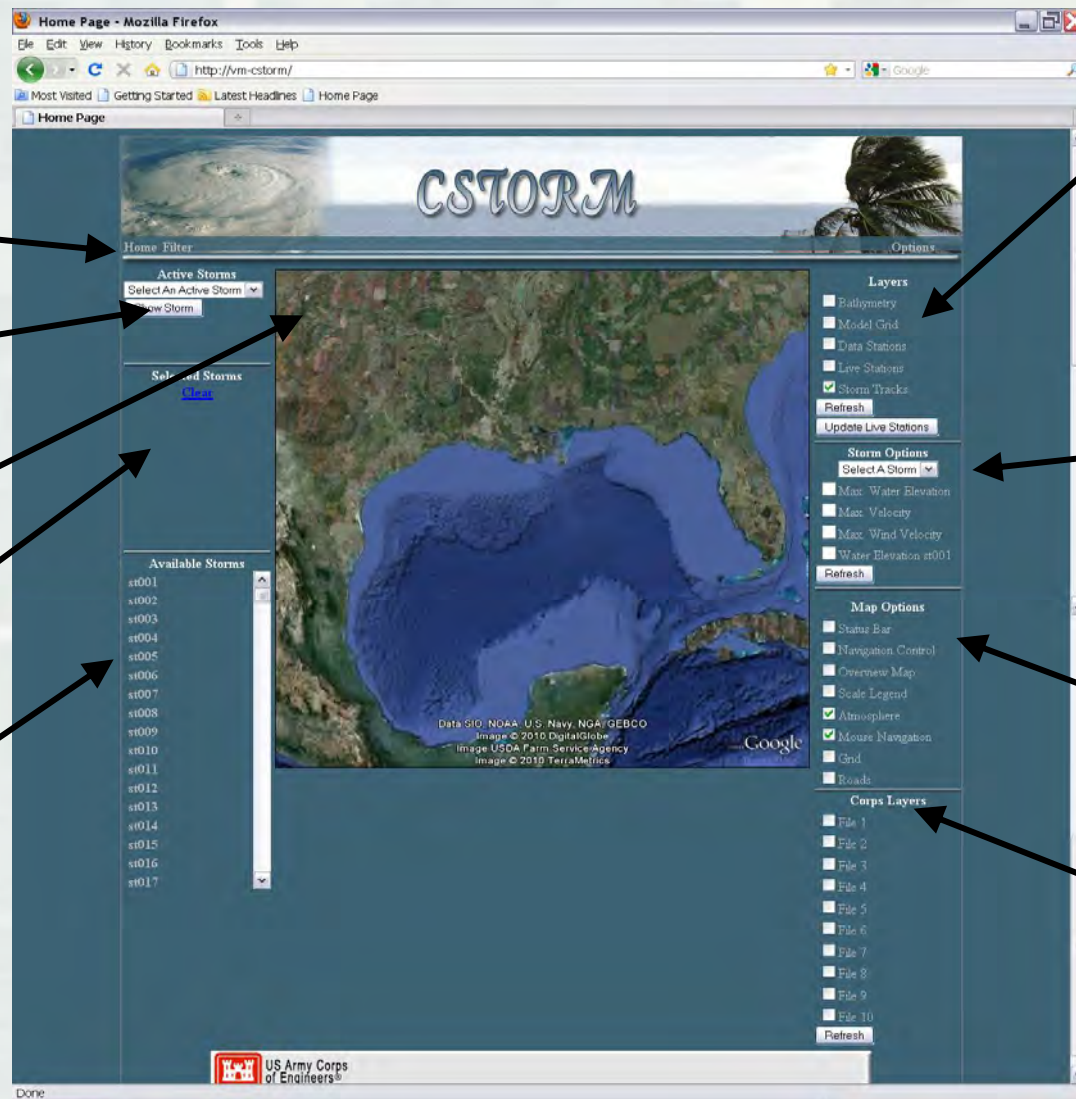 Home Page - Mozilla Firefox
File Edit View History Bookmarks Tools Help
http://vm-cstorm/
Google
Most Visited Getting Started Latest Headlines Home Page
Home Page
CSTORM
Home Filter
Options
Active Storms
Select An Active Storm
Show Storm
Selected Storms
Clear
Available Storms
st001
st002
st003
st004
st005
st006
st007
st008
st009
st010
st011
st012
st013
st014
st015
st016
st017
Data SIO, NOAA, U.S. Navy, NGA, GEBCO
Image © 2010 DigitalGlobe
Image USDA Farm Service Agency
Image © 2010 TerraMetrics
Google
Layers
Bathymetry
Model Grid
Data Stations
Live Stations
Storm Tracks
Refresh
Update Live Stations
Storm Options
Select A Storm
Max. Water Elevation
Max. Velocity
Max. Wind Velocity
Water Elevation st001
Refresh
Map Options
Status Bar
Navigation Control
Overview Map
Scale Legend
Atmosphere
Mouse Navigation
Grid
Roads
Corps Layers
File 1
File 2
File 3
File 4
File 5
File 6
File 7
File 8
File 9
File 10
Refresh
US Army Corps
of Engineers®
Done